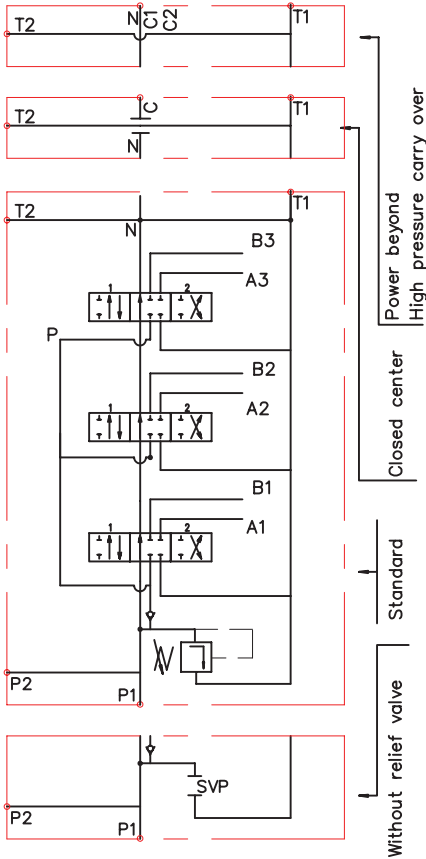 T2
N
C1
C2
T1
T2
C
N
T1
T2
N
T1
B3
A3
1
2
P
B2
A2
1
2
B1
A1
1
2
P2
P1
P2
P1
SVP
Power beyond
High pressure carry over
Closed center
Standard
Without relief valve